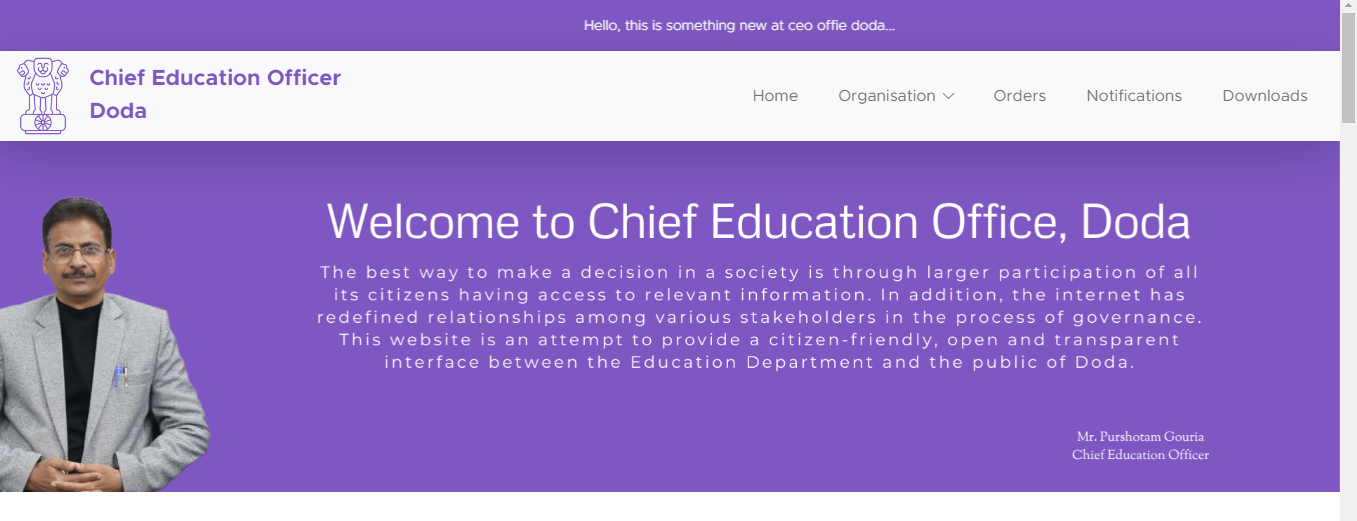 Hello, this is something new at ceo offie doda...
Chief Education Officer
Doda
Home
Organisation
Orders
Notifications
Downloads
Welcome to Chief Education Office, Doda
The best way to make a decision in a society is through larger participation of all
its citizens having access to relevant information. In addition, the internet has
redefined relationships among various stakeholders in the process of governance.
This website is an attempt to provide a citizen-friendly, open and transparent
interface between the Education Department and the public of Doda.
Mr. Purshotam Gouria
Chief Education Officer